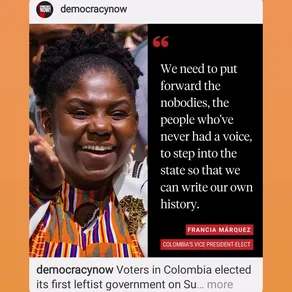 democracynow
We need to put
forward the
nobodies, the
people who've
never had a voice,
to step into the
state so that we
can write our own
history.
FRANCIA MÁRQUEZ
COLOMBIA'S VICE PRESIDENT-ELECT
democracynow Voters in Colombia elected
its first leftist government on Su... more